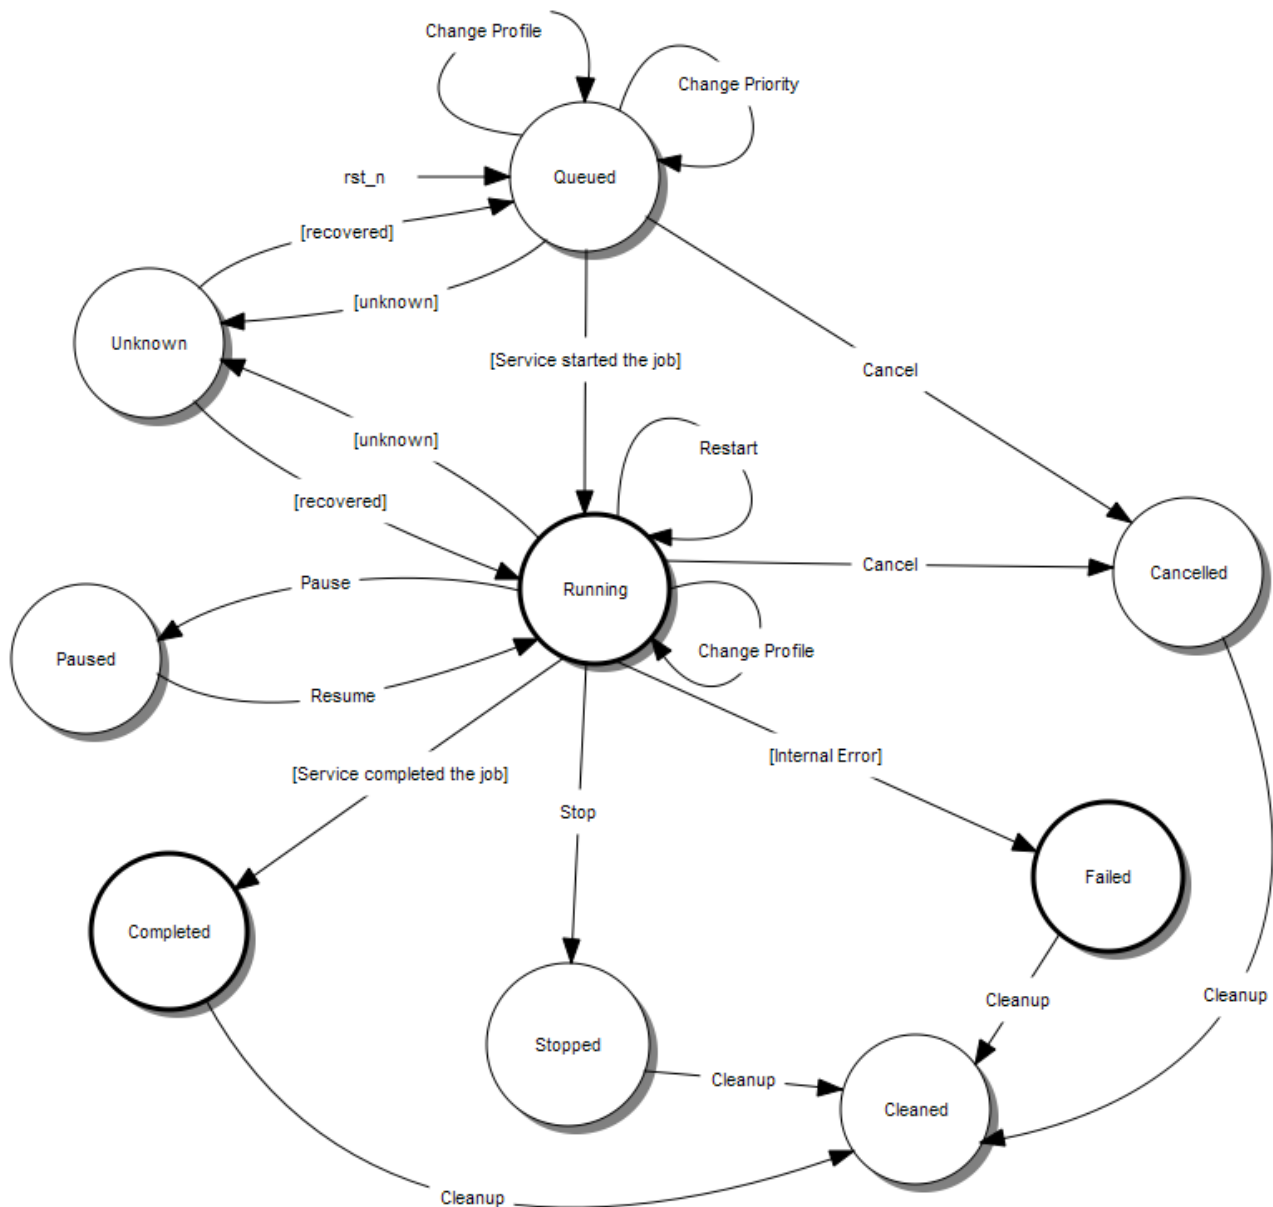 Change Profile
Change Priority
rst_n
Queued
[recovered]
[unknown]
Unknown
[Service started the job]
Cancel
[unknown]
Restart
[recovered]
Cancel
Cancelled
Pause
Running
Paused
Change Profile
Resume
[Internal Error]
[Service completed the job]
Stop
Failed
Completed
Cleanup
Cleanup
Stopped
Cleanup
Cleaned
Cleanup